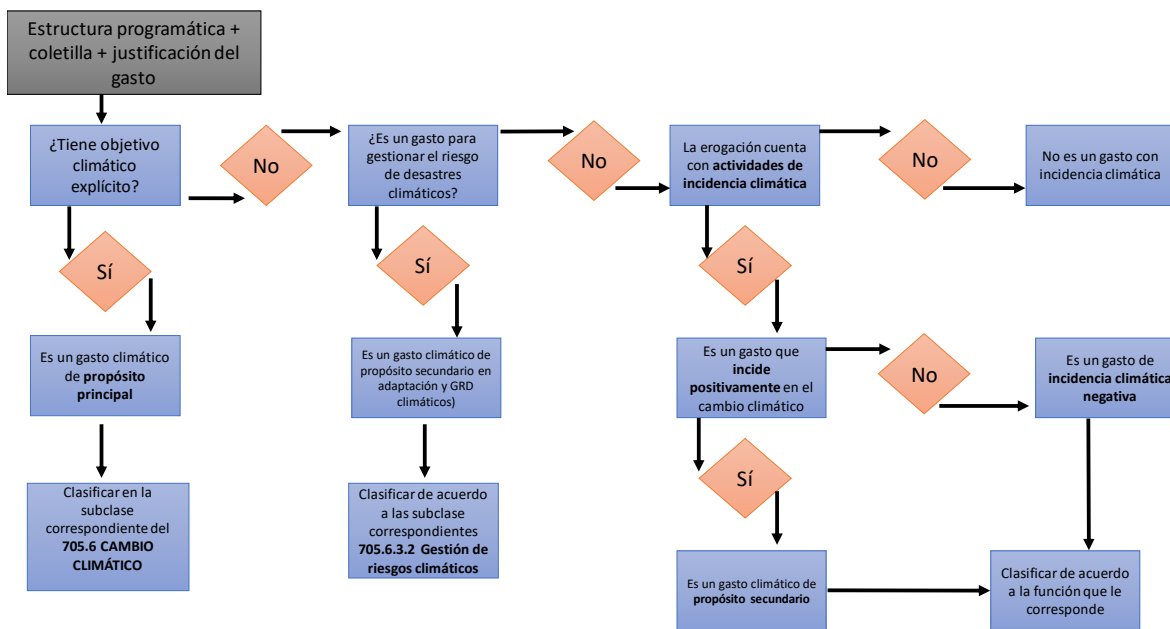 Estructura programática +
coletilla + justificación del
gasto
¿Tiene objetivo
climático
explícito?
No
¿Es un gasto para
gestionar el riesgo
de desastres
climáticos?
No
La erogación cuenta
con actividades de
incidencia climática
No
No es un gasto con
incidencia climática
Sí
Sí
Sí
Es un gasto climático
de propósito
principal
Es un gasto climático de
propósito secundario en
adaptación y GRD
climáticos)
Es un gasto que
incide
positivamente en el
cambio climático
No
Es un gasto de
incidencia climática
negativa
Sí
Clasificar en la
subclase
correspondiente del
705.6 CAMBIO
CLIMÁTICO
Clasificar de acuerdo
a las subclase
correspondientes
705.6.3.2 Gestión de
riesgos climáticos
Es un gasto climático de
propósito secundario
Clasificar de acuerdo
a la función que le
corresponde